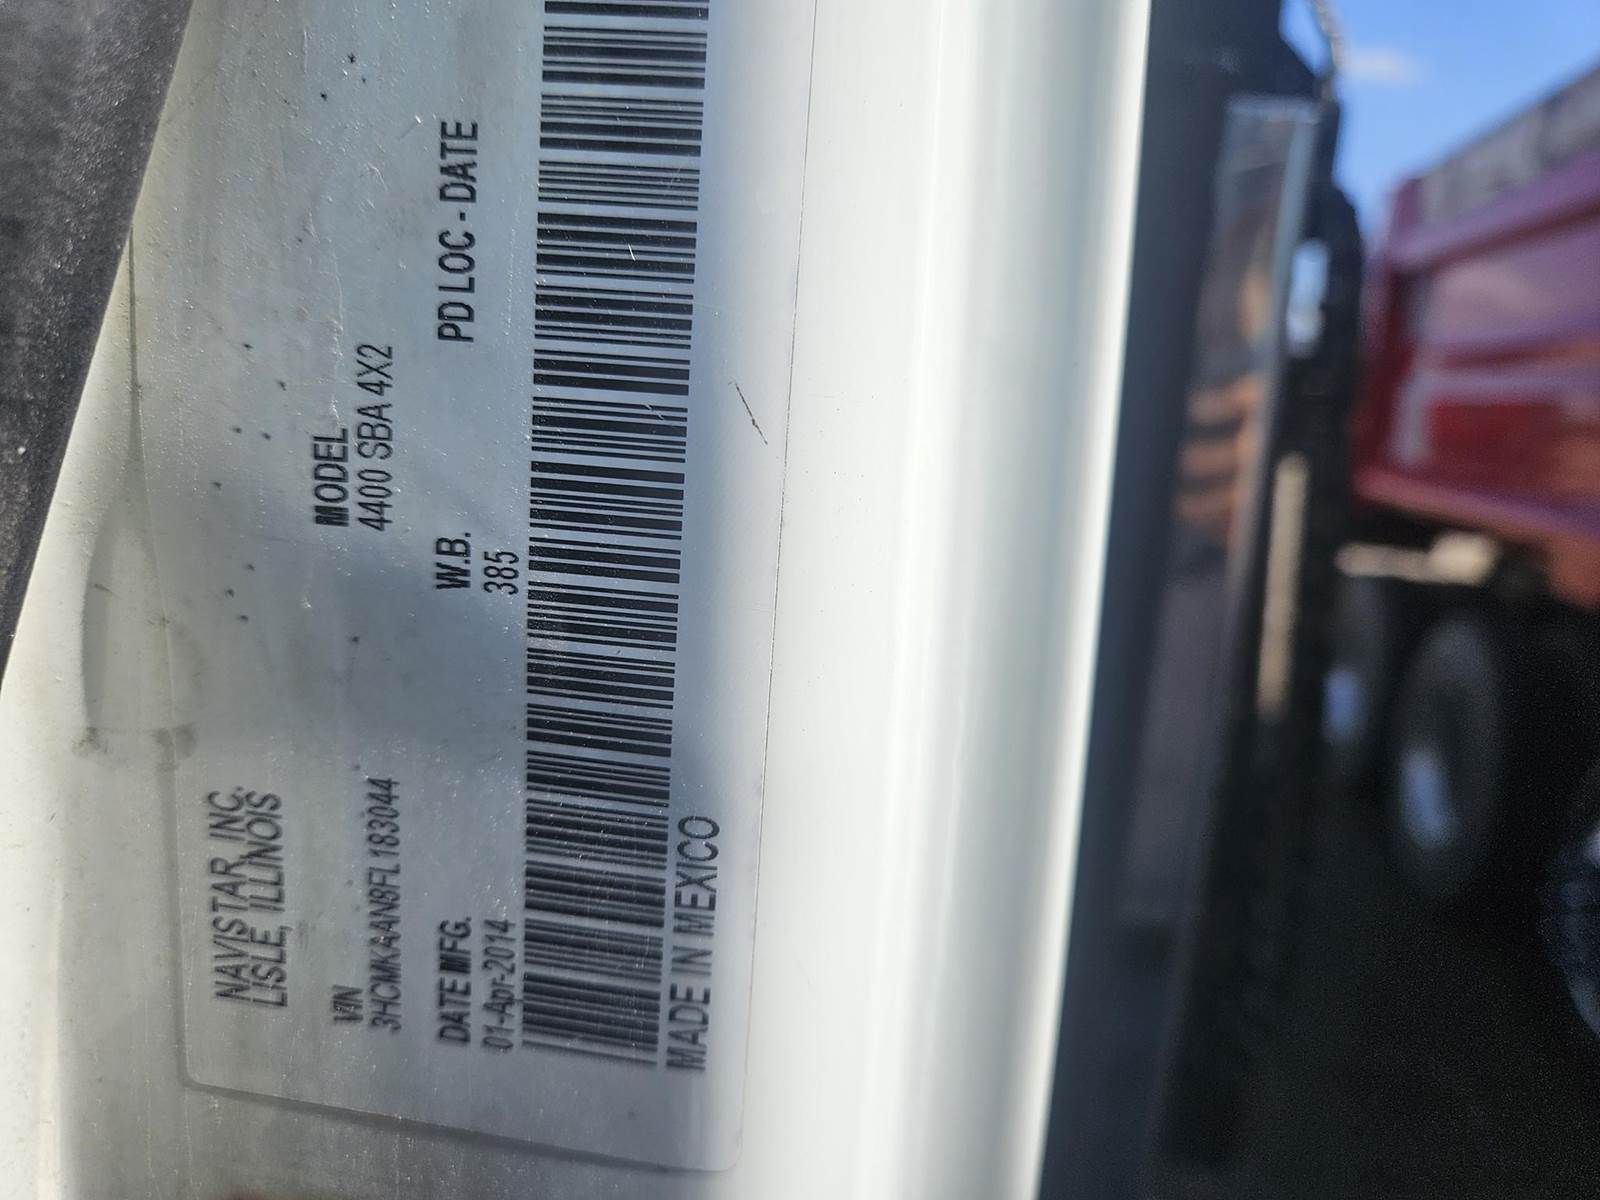 NAVISTAR, INC.
LISLE, ILLINOIS
VIN
3HCMKAAN8FL183044
MODEL
4400 SBA 4X2
DATE MFG.
01-Apr-2014
W.B.
385
PD LOC - DATE
MADE IN MEXICO